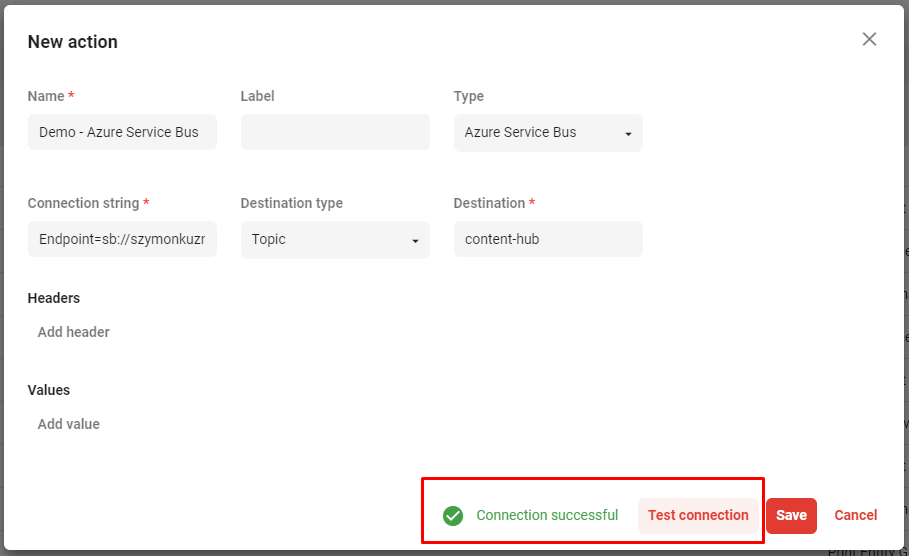 New action
Name *
Label
Type
Demo - Azure Service Bus
Azure Service Bus
Connection string *
Destination type
Destination *
Endpoint=sb://szymonkuzr
Topic
content-hub
Headers
Add header
Values
Add value
Connection successful
Test connection
Save
Cancel